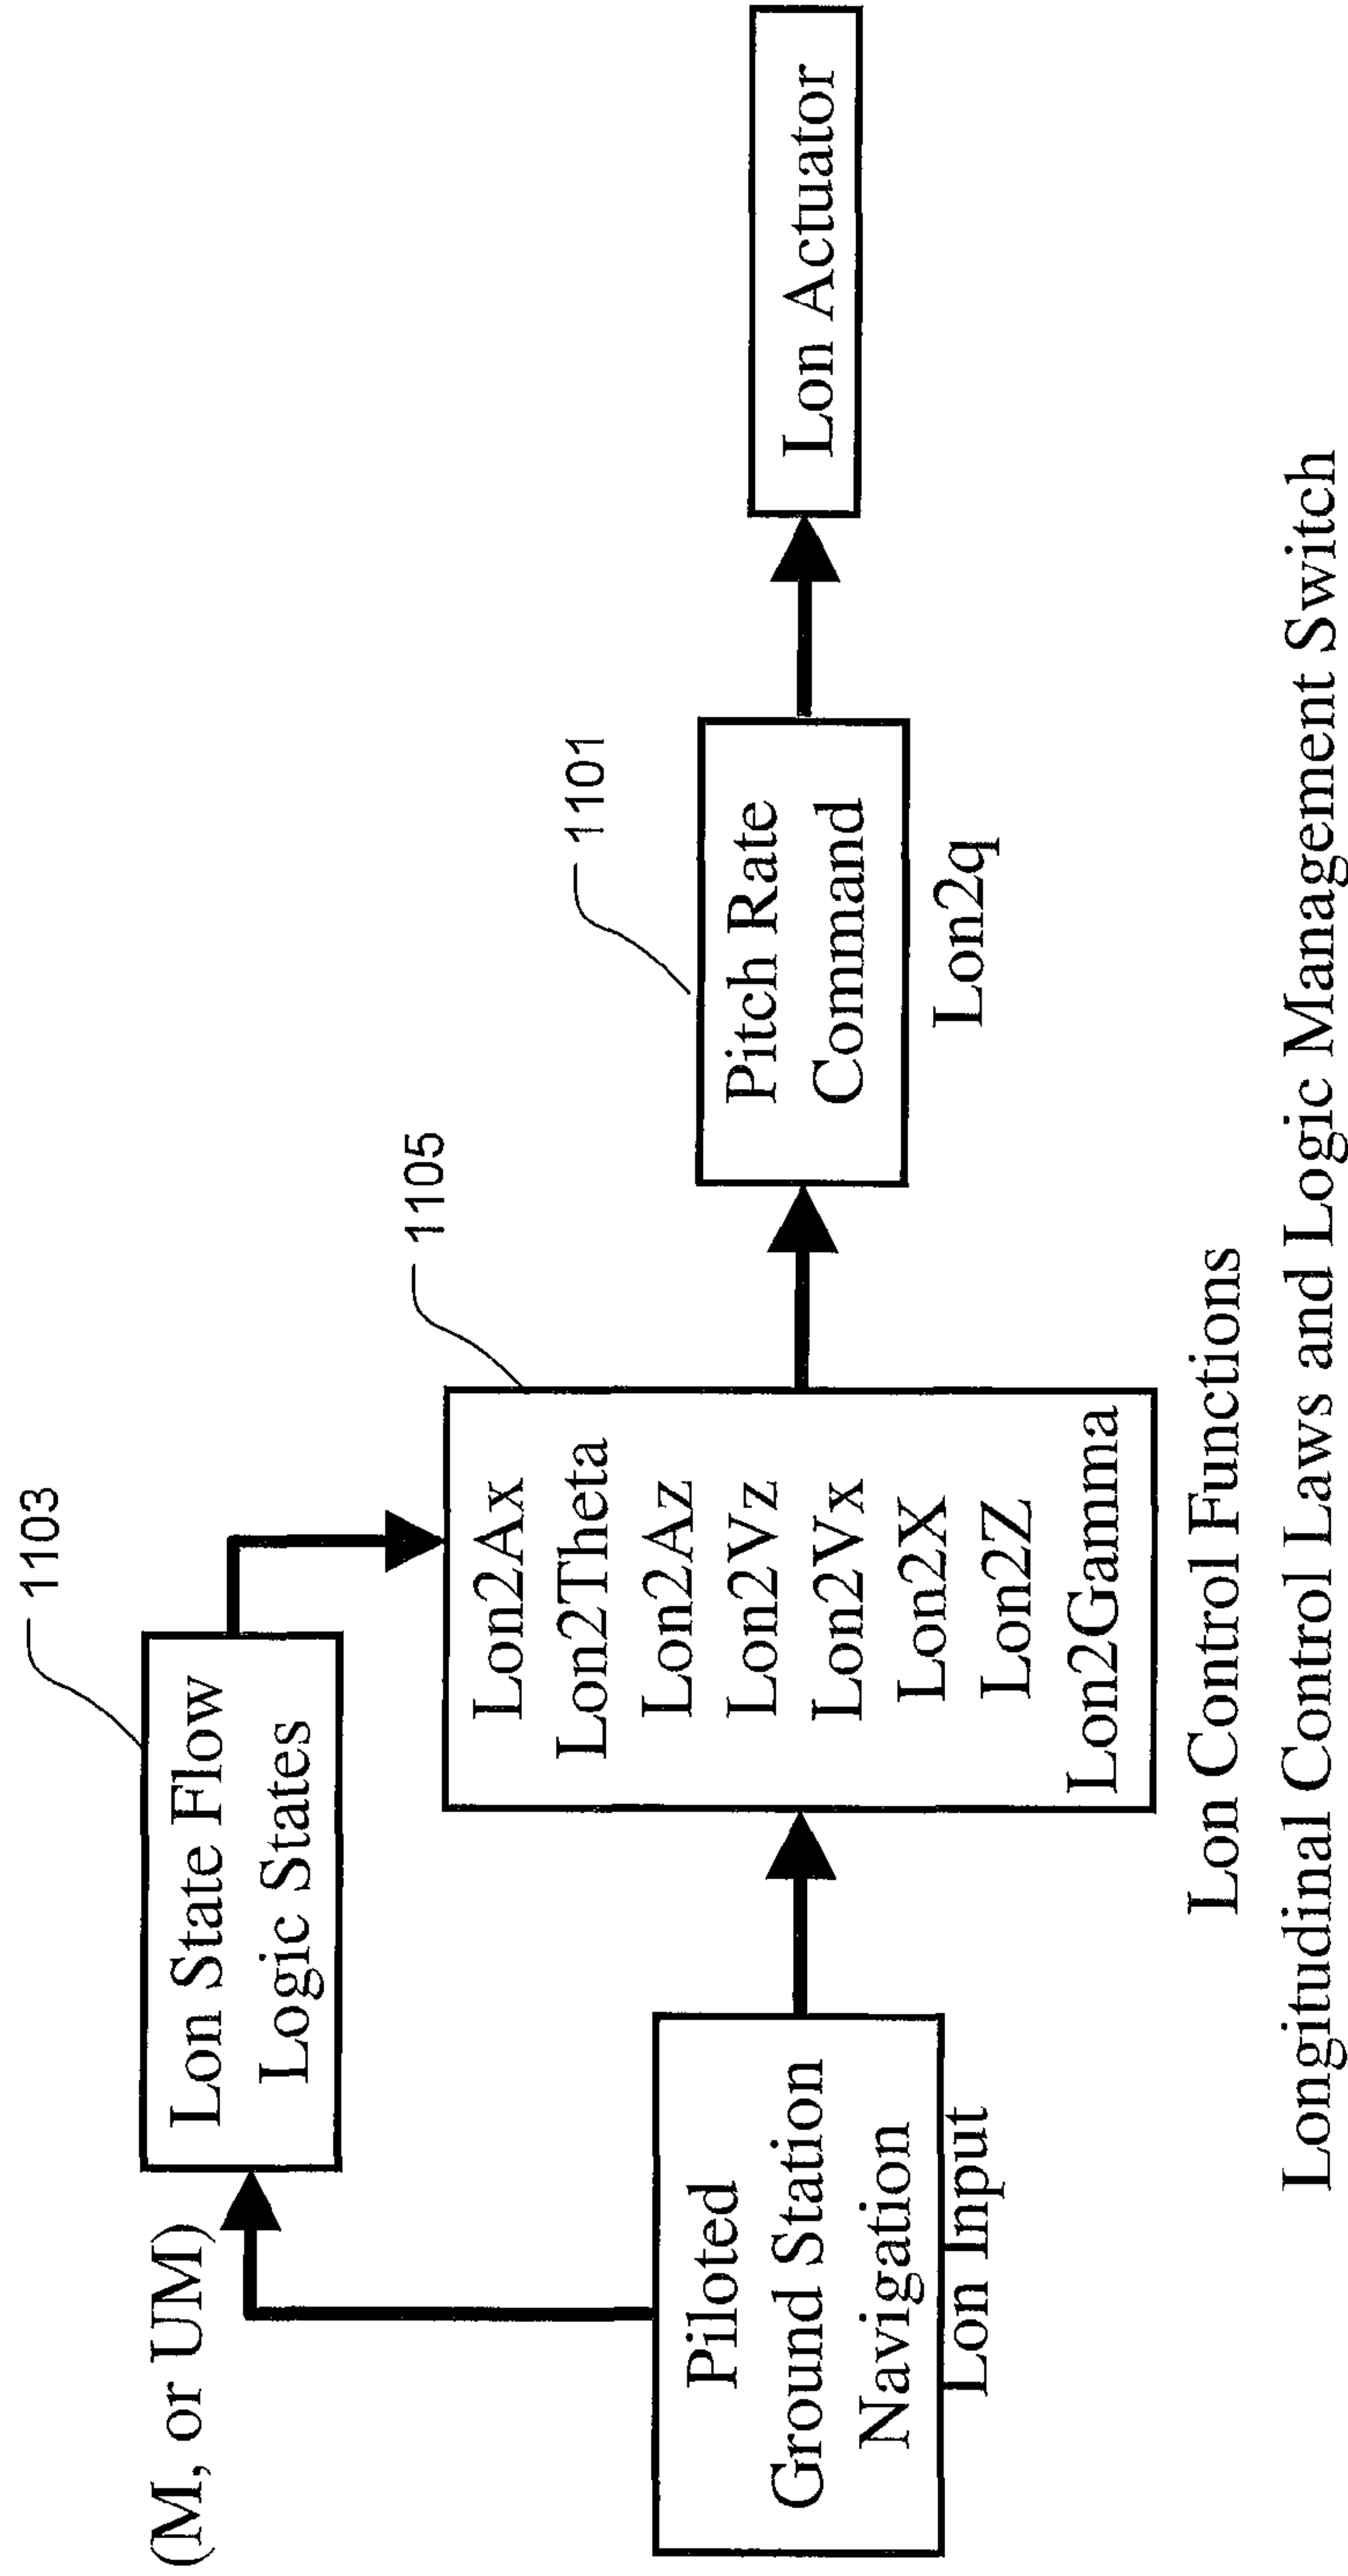 (M, or UM)
1103
Lon State Flow
Logic States
1105
1101
Piloted
Ground Station
Navigation
Lon Input
Lon2Ax
Lon2Theta
Lon2Az
Lon2Vz
Lon2Vx
Lon2X
Lon2Z
Lon2Gamma
Lon Control Functions
Pitch Rate
Command
Lon2q
Lon Actuator
Longitudinal Control Laws and Logic Management Switch